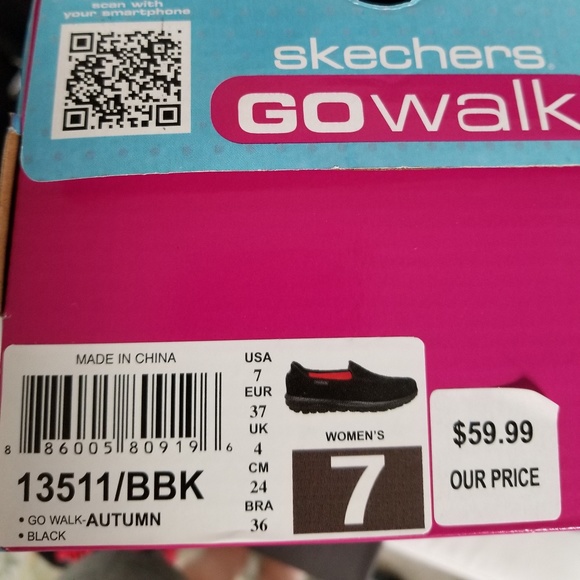 scan with
your smartphone
skechers
GOwalk
MADE IN CHINA
8 86005 80919 6
13511/BBK
• GO WALK-AUTUMN
• BLACK
USA
7
EUR
37
UK
4
CM
24
BRA
36
WOMEN'S
7
$59.99
OUR PRICE